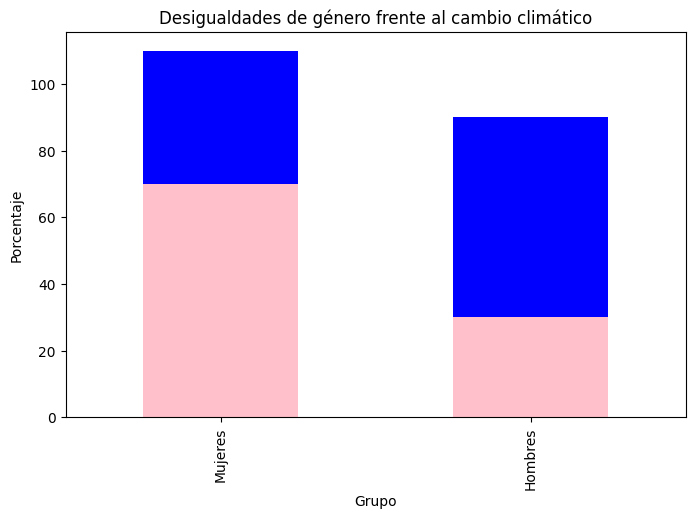 Desigualdades de género frente al cambio climático
Porcentaje
100
80
60
40
20
0
Mujeres
Hombres
Grupo